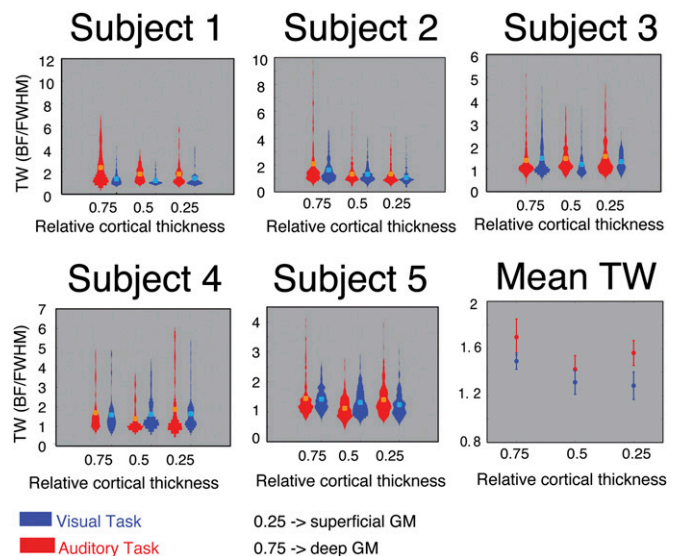 Subject 1
Subject 2
Subject 3
TW (BF/FWHM)
12
10
8
6
4
2
0
10
8
6
4
2
0
6
5
4
3
2
1
0
0.75 0.5 0.25
0.75 0.5 0.25
0.75 0.5 0.25
Relative cortical thickness
Relative cortical thickness
Relative cortical thickness
Subject 4
Subject 5
Mean TW
TW (BF/FWHM)
7
6
5
4
3
2
1
0
4
3
2
1
0
2
1.6
1.2
0.8
0.75 0.5 0.25
0.75 0.5 0.25
0.75 0.5 0.25
Relative cortical thickness
Relative cortical thickness
Relative cortical thickness
Visual Task
0.25 -> superficial GM
Auditory Task
0.75 -> deep GM